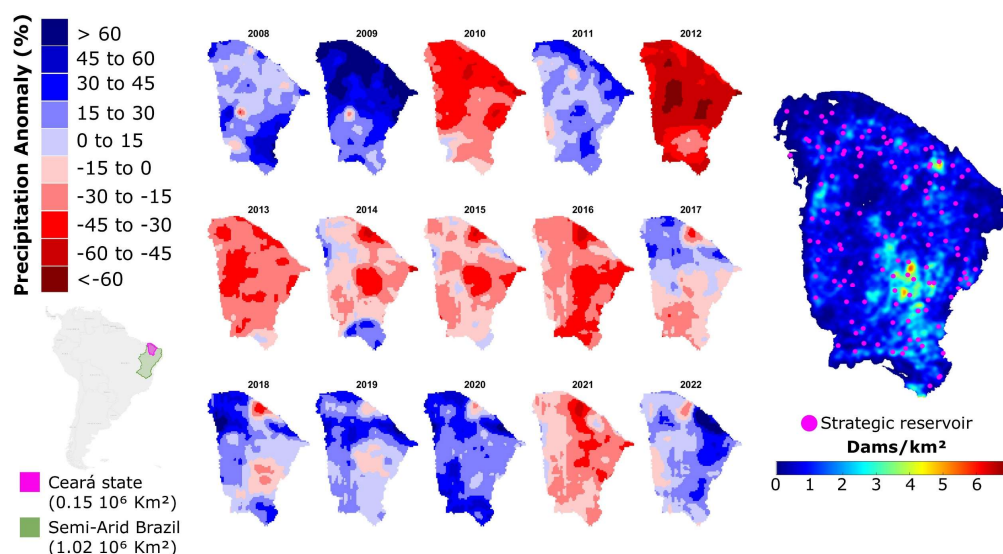 Precipitation Anomaly (%)
> 60
45 to 60
30 to 45
15 to 30
0 to 15
-15 to 0
-30 to -15
-45 to -30
-60 to -45
<-60
2008
2009
2010
2011
2012
2013
2014
2015
2016
2017
2018
2019
2020
2021
2022
Ceará state
(0.15 10⁶ Km²)
Semi-Arid Brazil
(1.02 10⁶ Km²)
Strategic reservoir
Dams/km²
0 1 2 3 4 5 6